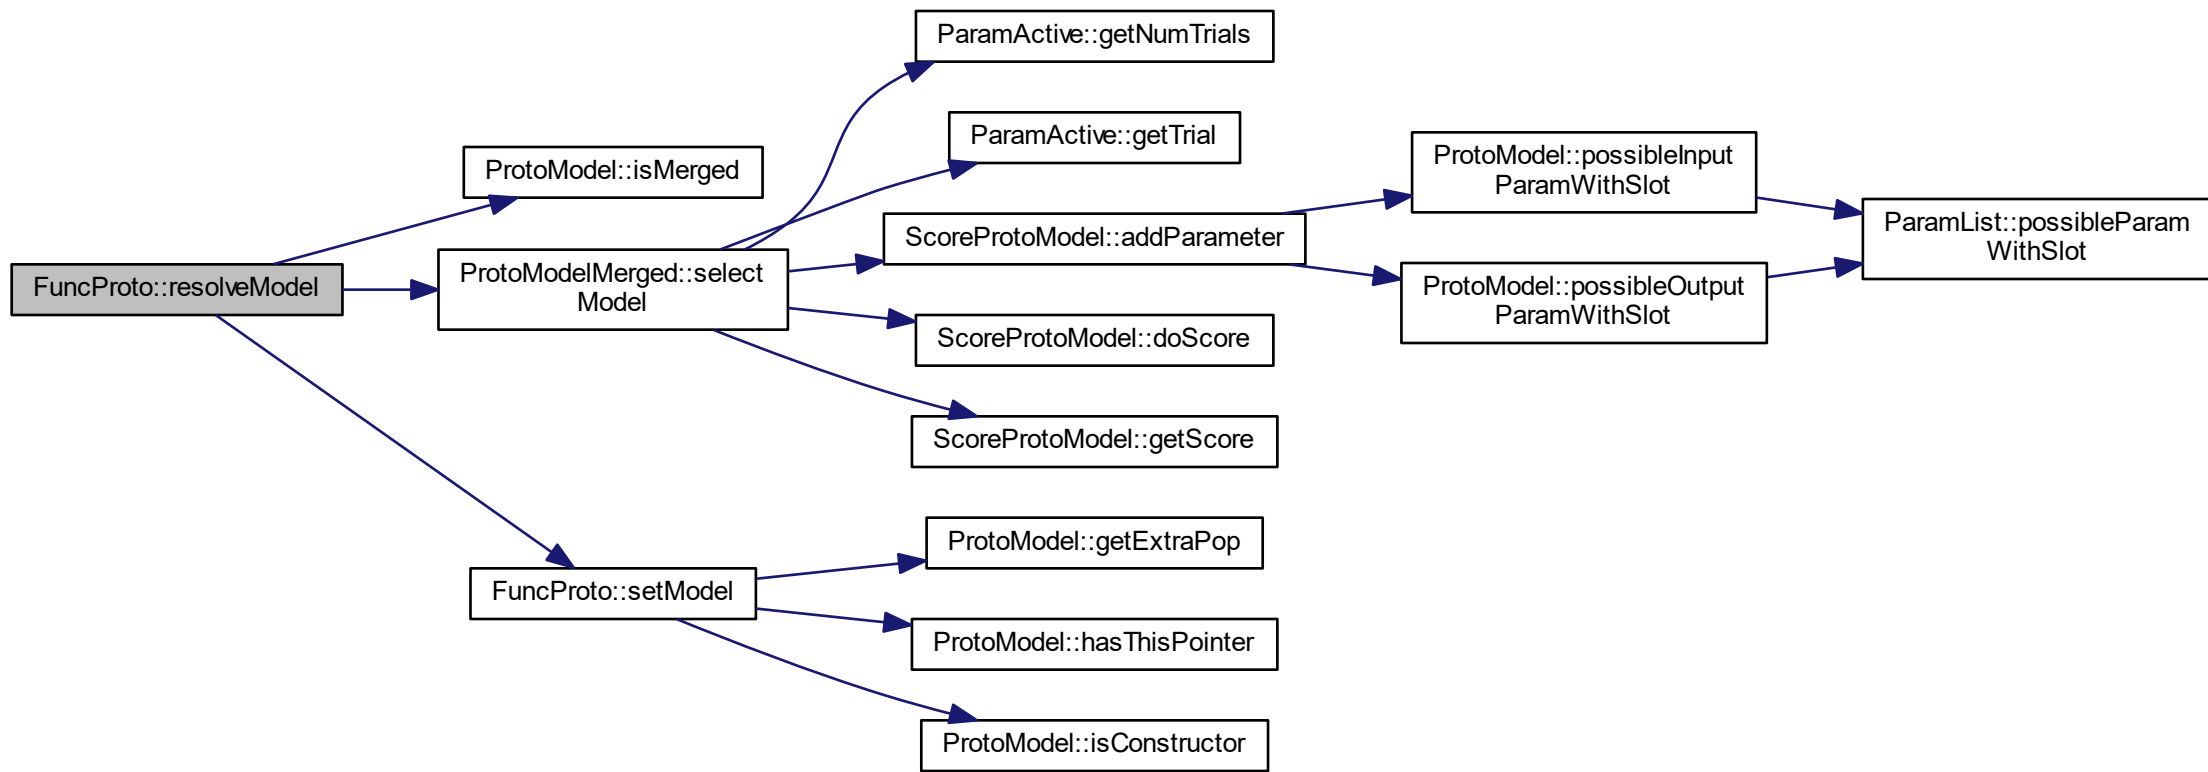 FuncProto::resolveModel
ProtoModel::isMerged
ProtoModelMerged::select
Model
FuncProto::setModel
ParamActive::getNumTrials
ParamActive::getTrial
ScoreProtoModel::addParameter
ScoreProtoModel::doScore
ScoreProtoModel::getScore
ProtoModel::getExtraPop
ProtoModel::hasThisPointer
ProtoModel::isConstructor
ProtoModel::possibleInput
ParamWithSlot
ProtoModel::possibleOutput
ParamWithSlot
ParamList::possibleParam
WithSlot